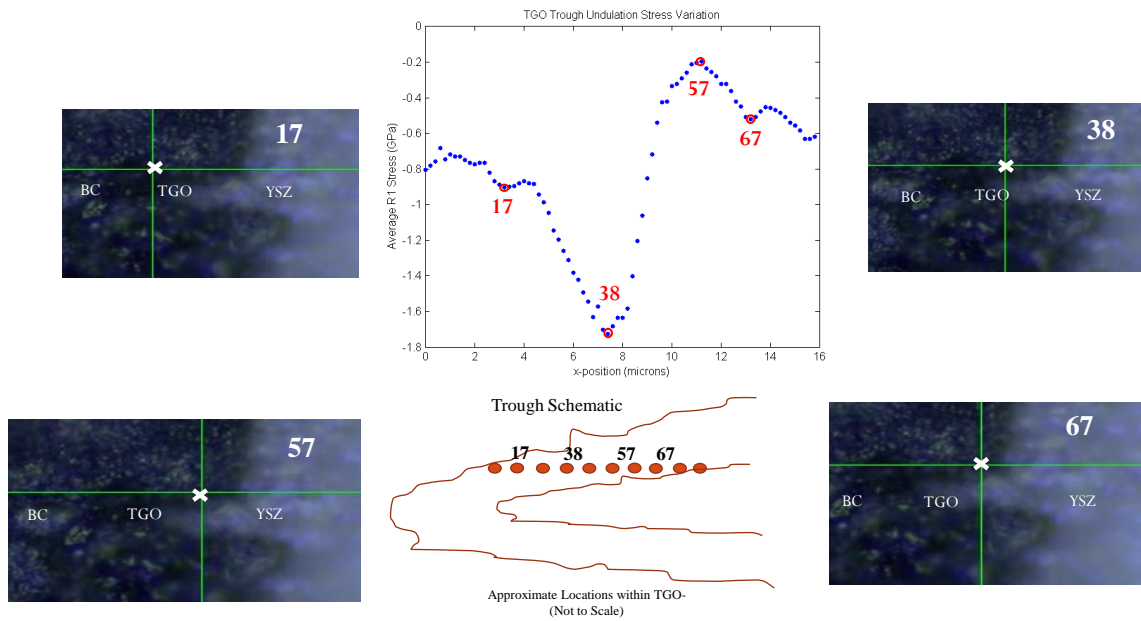 TGO Trough Undulation Stress Variation
Average R1 Stress (GPa)
0
-0.2
-0.4
-0.6
-0.8
-1
-1.2
-1.4
-1.6
-1.8
0 2 4 6 8 10 12 14 16
x-position (microns)
17
38
57
67
17
BC TGO YSZ
38
BC TGO YSZ
57
BC TGO YSZ
Trough Schematic
17 38 57 67
Approximate Locations within TGO-
(Not to Scale)
67
BC TGO YSZ